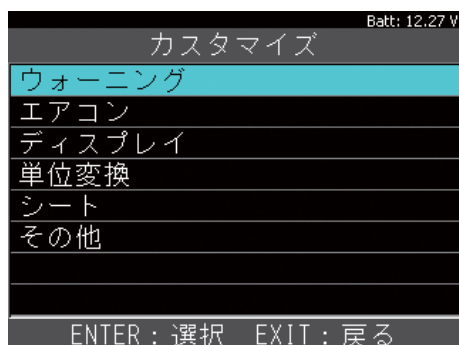 Batt: 12.27 V
カスタマイズ
ウォーニング
エアコン
ディスプレイ
単位変換
シート
その他
ENTER：選択　EXIT：戻る